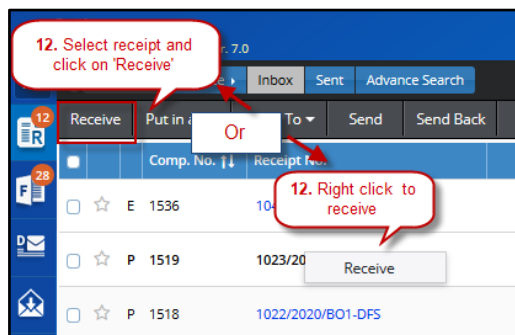 12. Select receipt and
click on 'Receive'
r. 7.0
Inbox Sent Advance Search
12
Receive Put in a To Send Send Back
Or
Comp. No. Receipt No.
28
12. Right click to
receive
E 1536 104
P 1519 1023/20
Receive
P 1518 1022/2020/BO1-DFS
R
F
D